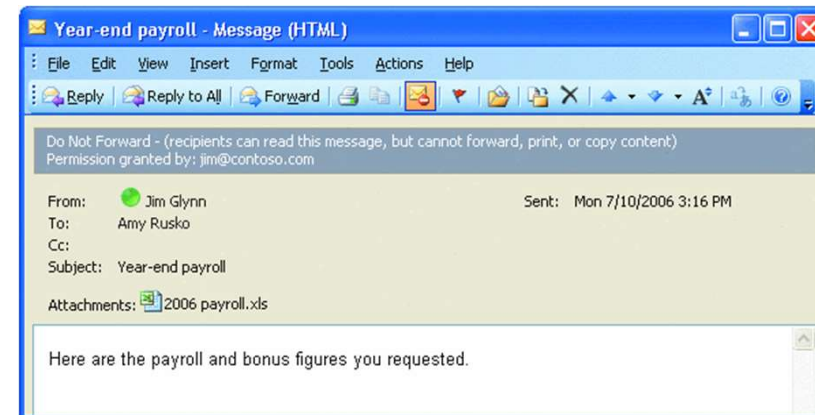 Year-end payroll - Message (HTML)
File Edit View Insert Format Tools Actions Help
Reply Reply to All Forward
Do Not Forward - (recipients can read this message, but cannot forward, print, or copy content)
Permission granted by: jim@contoso.com
From: Jim Glynn Sent: Mon 7/10/2006 3:16 PM
To: Amy Rusko
Cc:
Subject: Year-end payroll
Attachments: 2006 payroll.xls
Here are the payroll and bonus figures you requested.